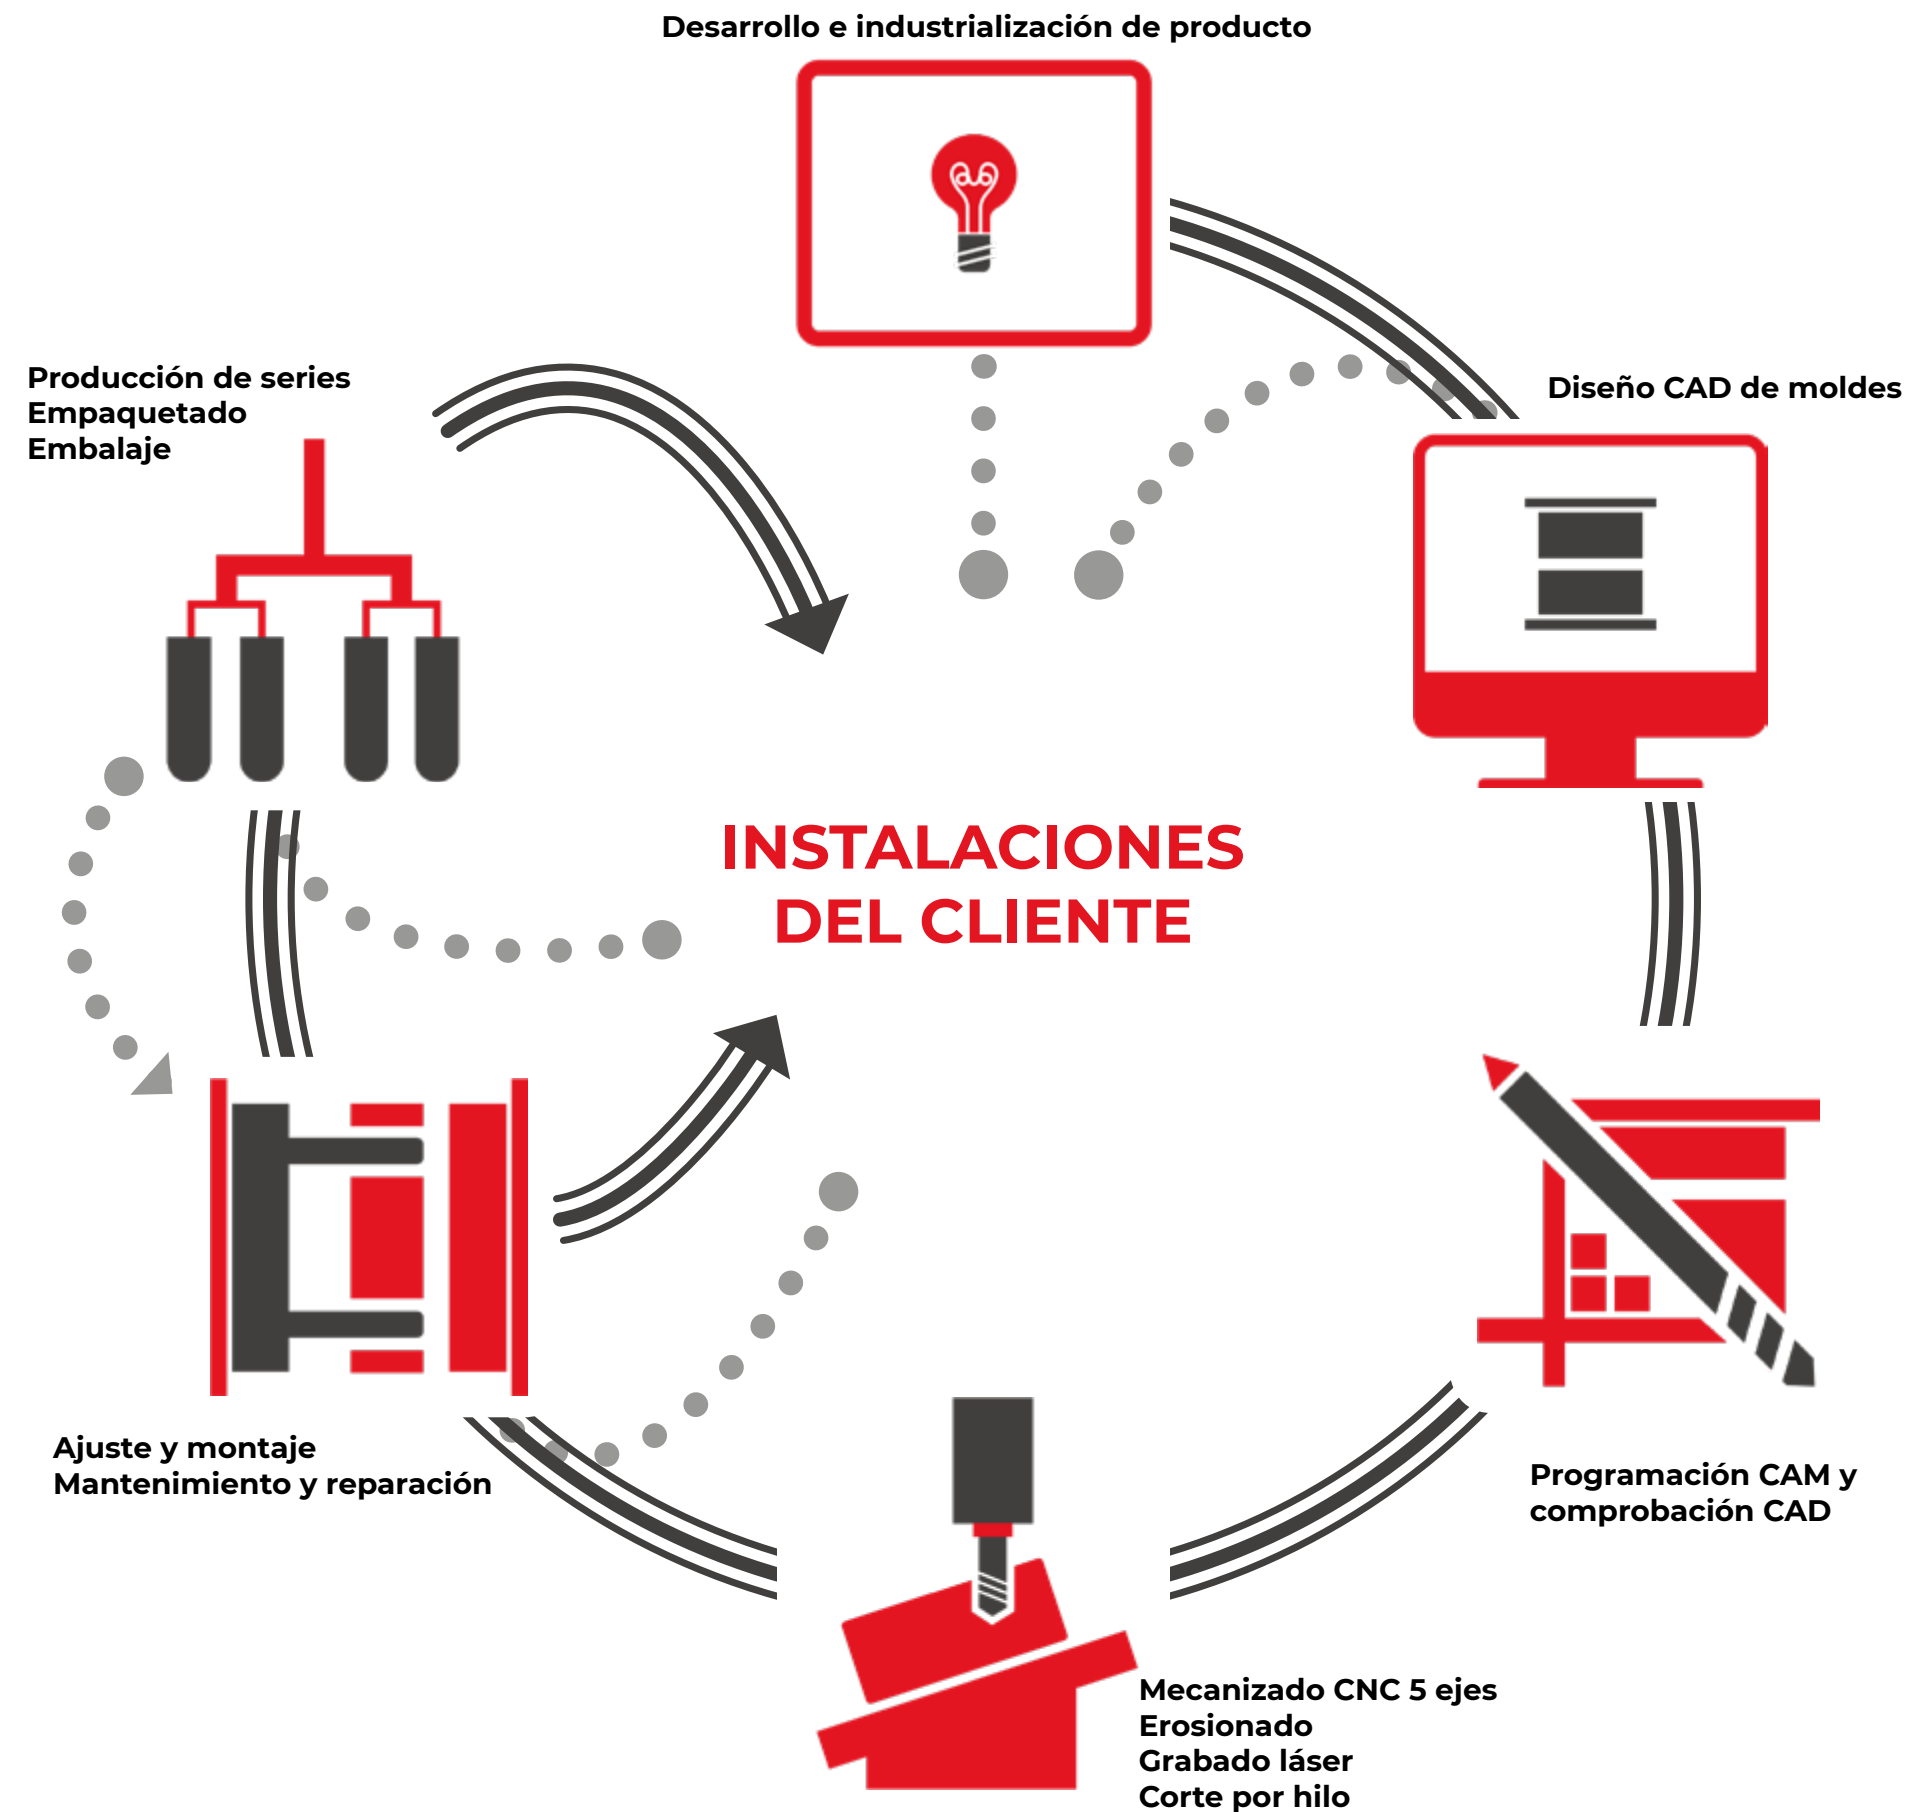 Desarrollo e industrialización de producto
Diseño CAD de moldes
Producción de series
Empaquetado
Embalaje
INSTALACIONES
DEL CLIENTE
Ajuste y montaje
Mantenimiento y reparación
Programación CAM y
comprobación CAD
Mecanizado CNC 5 ejes
Erosionado
Grabado láser
Corte por hilo